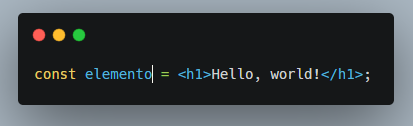 const elemento = <h1>Hello, world!</h1>;